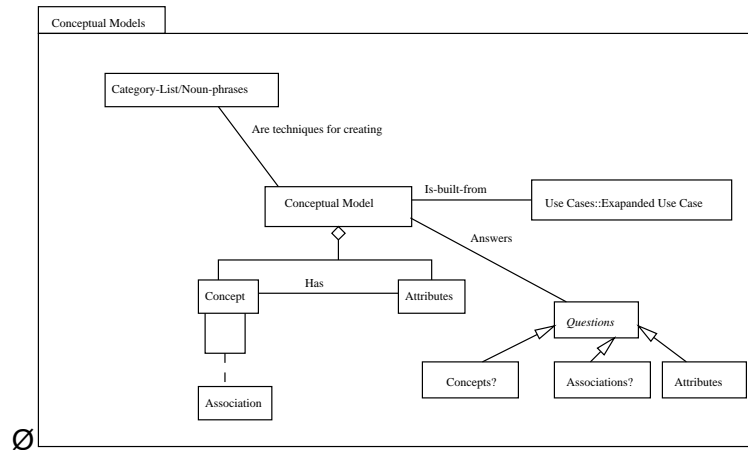 Conceptual Models
Category-List/Noun-phrases
Are techniques for creating
Is-built-from
Conceptual Model
Use Cases::Exapanded Use Case
Answers
Has
Concept
Attributes
Questions
Concepts?
Associations?
Attributes
Association
Ø